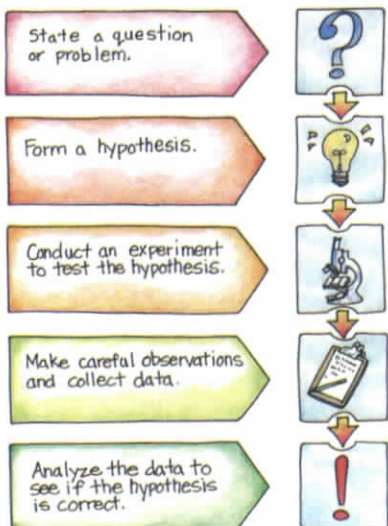 State a question
or problem.
Form a hypothesis.
Conduct an experiment
to test the hypothesis.
Make careful observations
and collect data.
Analyze the data to
see if the hypothesis
is correct.